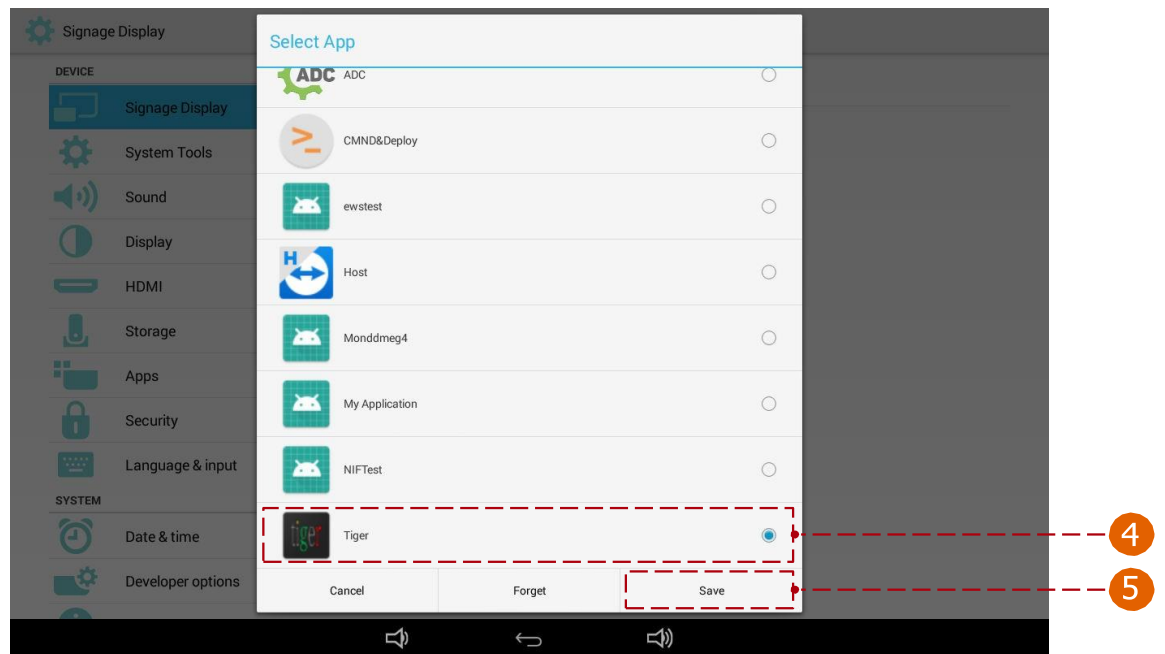 Signage Display
DEVICE
Signage Display
System Tools
Sound
Display
HDMI
Storage
Apps
Security
Language & input
SYSTEM
Date & time
Developer options
Select App
ADC ADC
CMND&Deploy
ewstest
H
Host
Monddmeg4
My Application
NIFTest
tiger Tiger
Cancel Forget Save
4
5